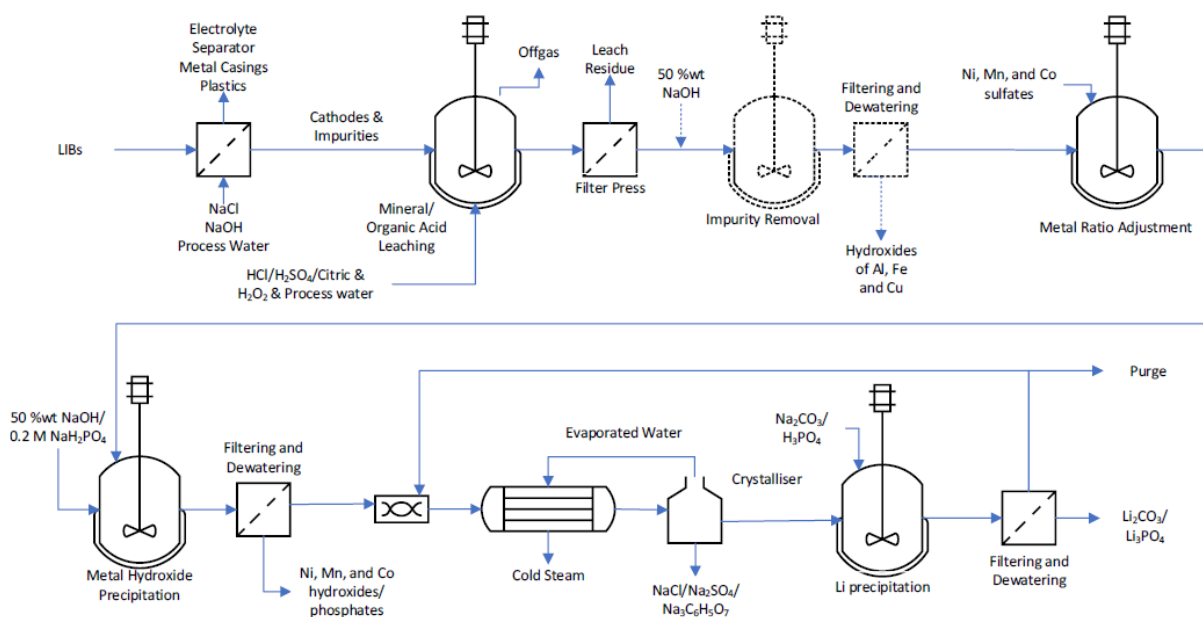 Electrolyte
Separator
Metal Casings
Plastics
LIBs
NaCl
NaOH
Process Water
Cathodes &
Impurities
Offgas
Mineral/
Organic Acid
Leaching
HCl/H₂SO₄/Citric &
H₂O₂ & Process water
Leach
Residue
Filter Press
50 %wt
NaOH
Impurity Removal
Filtering and
Dewatering
Hydroxides
of Al, Fe
and Cu
Ni, Mn, and Co
sulfates
Metal Ratio Adjustment
50 %wt NaOH/
0.2 M NaH₂PO₄
Metal Hydroxide
Precipitation
Filtering and
Dewatering
Ni, Mn, and Co
hydroxides/
phosphates
Evaporated Water
Cold Steam
Crystalliser
NaCl/Na₂SO₄/
Na₃C₆H₅O₇
Na₂CO₃/
H₃PO₄
Li precipitation
Purge
Filtering and
Dewatering
Li₂CO₃/
Li₃PO₄